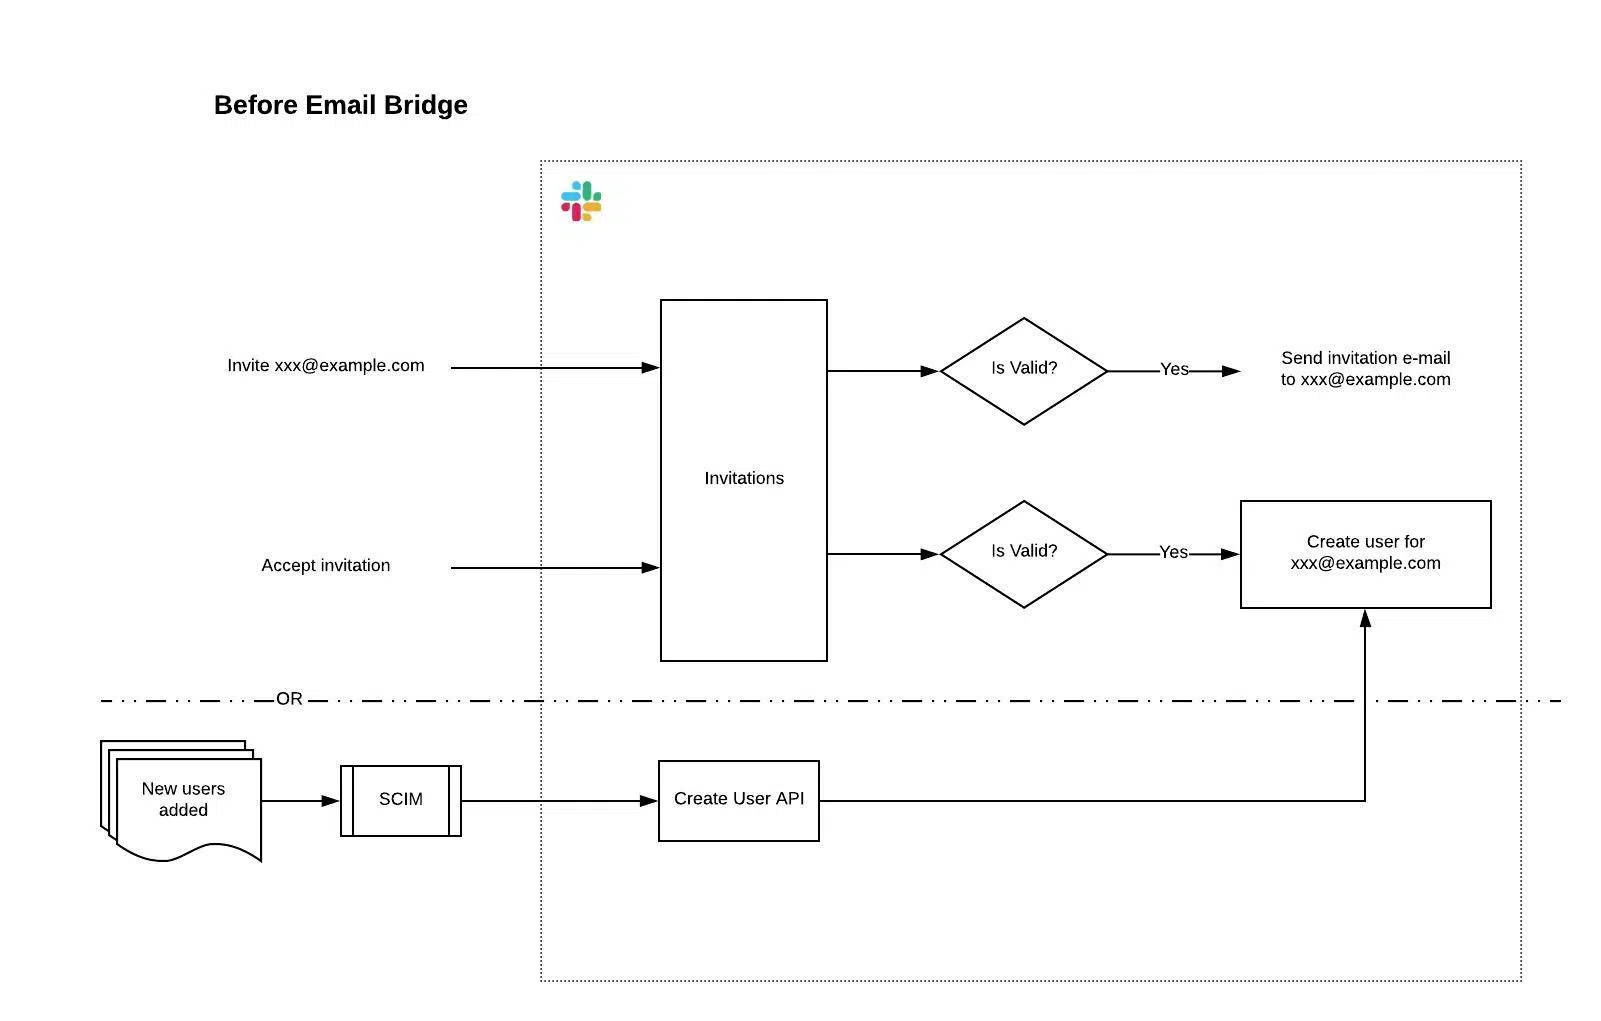 Before Email Bridge
Invite xxx@example.com
Is Valid?
Yes
Send invitation e-mail
to xxx@example.com
Invitations
Accept invitation
Is Valid?
Yes
Create user for
xxx@example.com
OR
New users
added
SCIM
Create User API